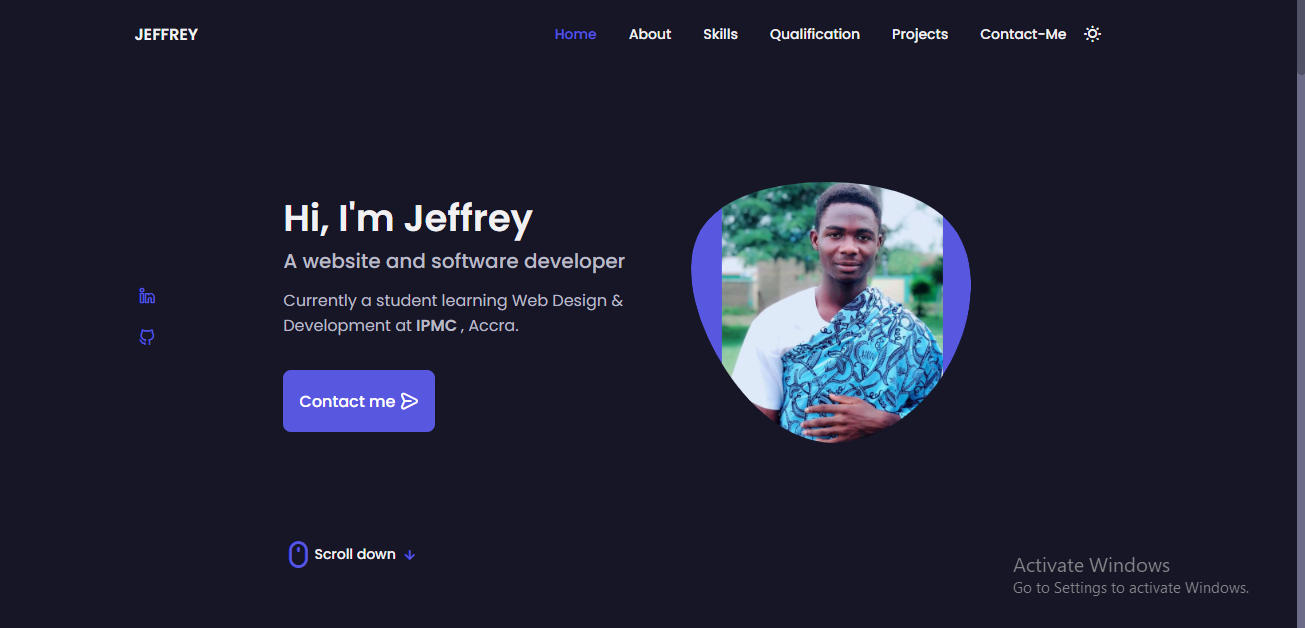 JEFFREY
Home About Skills Qualification Projects Contact-Me
Hi, I'm Jeffrey
A website and software developer
Currently a student learning Web Design &
Development at IPMC , Accra.
Contact me
Scroll down
Activate Windows
Go to Settings to activate Windows.